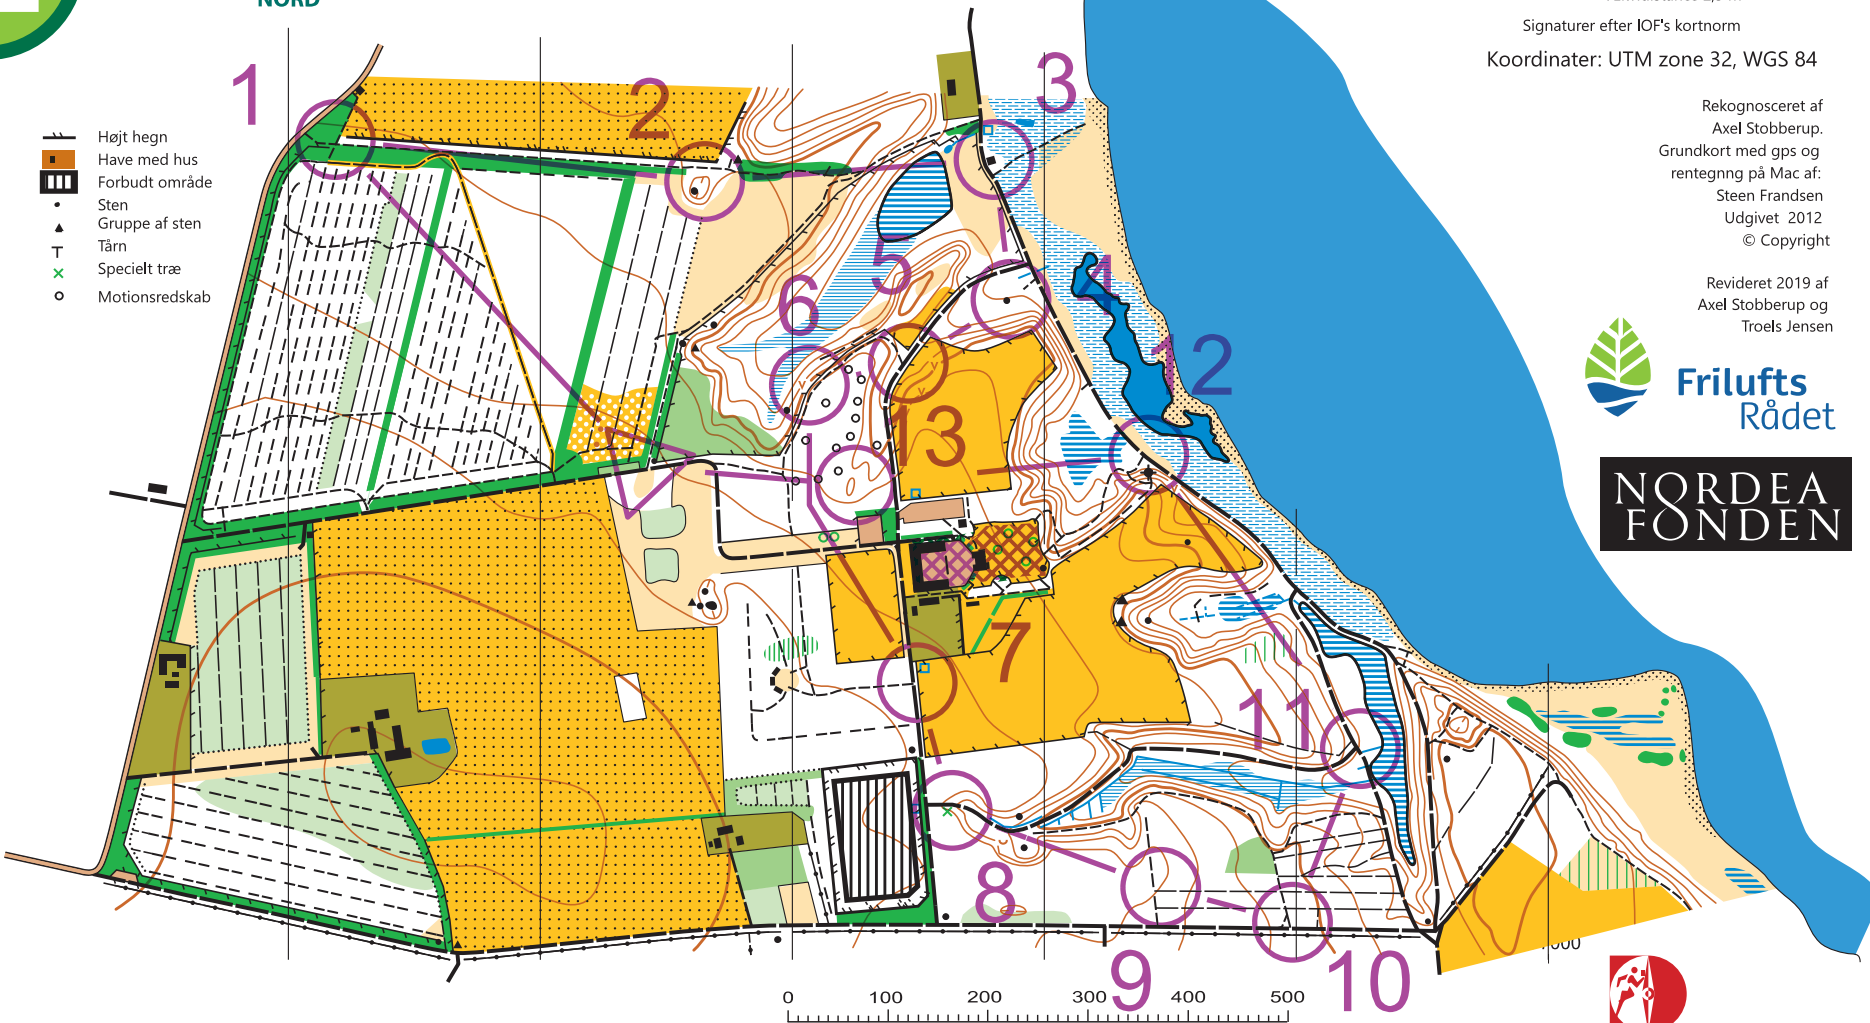 NORD
Signaturer efter IOF's kortnorm
Koordinater: UTM zone 32, WGS 84
Højt hegn
Have med hus
Forbudt område
Sten
Gruppe af sten
Tårn
Specielt træ
Motionsredskab
Rekognosceret af
Axel Stobberup.
Grundkort med gps og
rentegnng på Mac af:
Steen Frandsen
Udgivet 2012
© Copyright
Revideret 2019 af
Axel Stobberup og
Troels Jensen
Frilufts
Rådet
NORDEA
FONDEN
1
2
3
4
5
6
12
13
7
11
8
9
10
0 100 200 300 400 500